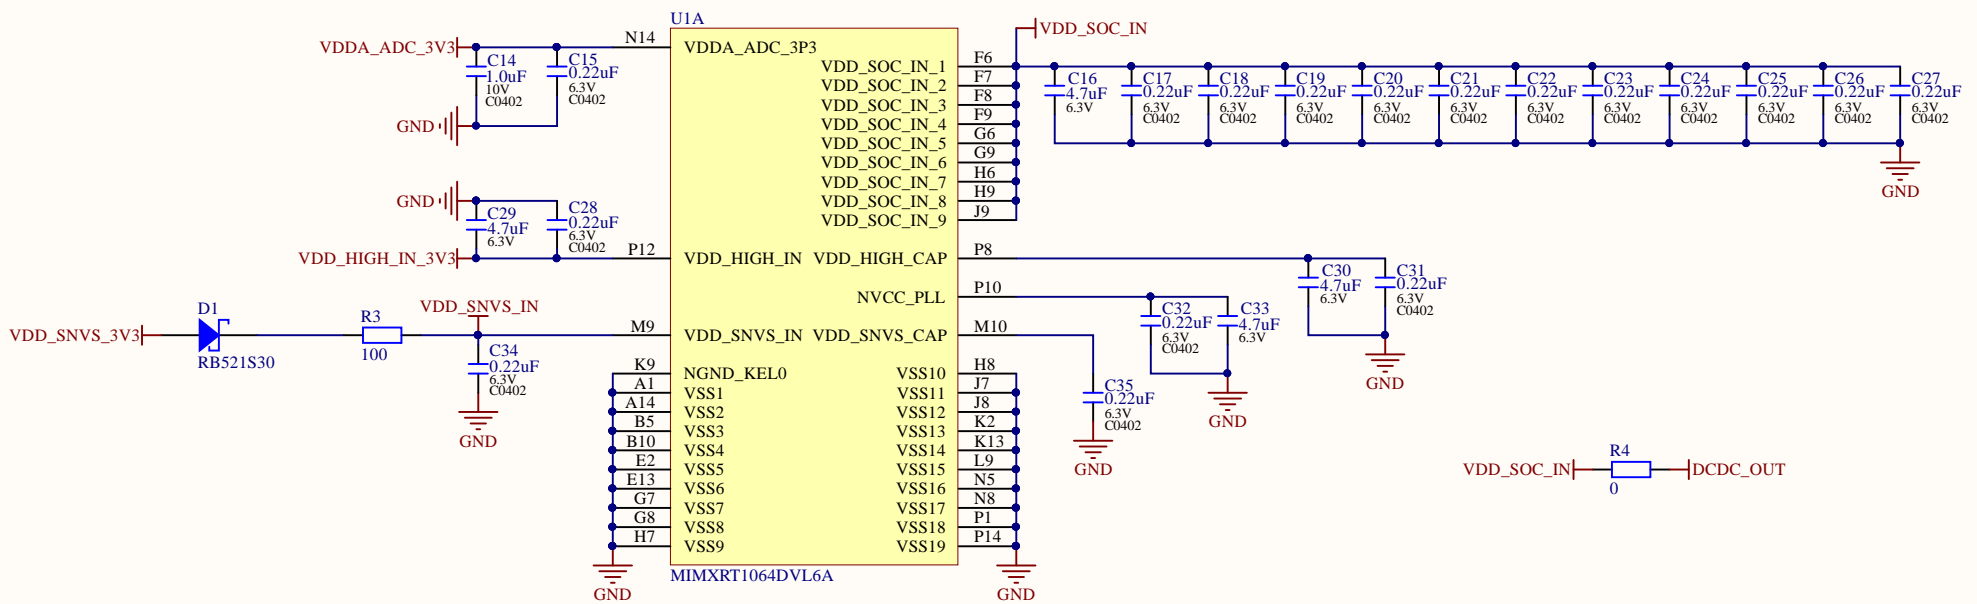 U1A
VDDA_ADC_3V3
C14
1.0uF
10V
C0402
C15
0.22uF
6.3V
C0402
GND
N14
VDDA_ADC_3P3
VDD_SOC_IN
VDD_SOC_IN_1 F6
VDD_SOC_IN_2 F7
VDD_SOC_IN_3 F8
VDD_SOC_IN_4 F9
VDD_SOC_IN_5 G6
VDD_SOC_IN_6 G9
VDD_SOC_IN_7 H6
VDD_SOC_IN_8 H9
VDD_SOC_IN_9 J9
C16
4.7uF
6.3V
C17
0.22uF
6.3V
C0402
C18
0.22uF
6.3V
C0402
C19
0.22uF
6.3V
C0402
C20
0.22uF
6.3V
C0402
C21
0.22uF
6.3V
C0402
C22
0.22uF
6.3V
C0402
C23
0.22uF
6.3V
C0402
C24
0.22uF
6.3V
C0402
C25
0.22uF
6.3V
C0402
C26
0.22uF
6.3V
C0402
C27
0.22uF
6.3V
C0402
GND
GND
C29
4.7uF
6.3V
C28
0.22uF
6.3V
C0402
VDD_HIGH_IN_3V3
P12
VDD_HIGH_IN
VDD_HIGH_CAP
P8
C30
4.7uF
6.3V
C31
0.22uF
6.3V
C0402
GND
NVCC_PLL
P10
C32
0.22uF
6.3V
C0402
C33
4.7uF
6.3V
GND
VDD_SNVS_3V3
D1
RB521S30
R3
100
VDD_SNVS_IN
C34
0.22uF
6.3V
C0402
GND
M9
VDD_SNVS_IN
VDD_SNVS_CAP
M10
C35
0.22uF
6.3V
C0402
GND
K9 NGND_KEL0
A1 VSS1
A14 VSS2
B5 VSS3
B10 VSS4
E2 VSS5
E13 VSS6
G7 VSS7
G8 VSS8
H7 VSS9
GND
VSS10 H8
VSS11 J7
VSS12 J8
VSS13 K2
VSS14 K13
VSS15 L9
VSS16 N5
VSS17 N8
VSS18 P1
VSS19 P14
GND
MIMXRT1064DVL6A
VDD_SOC_IN
R4
0
DCDC_OUT